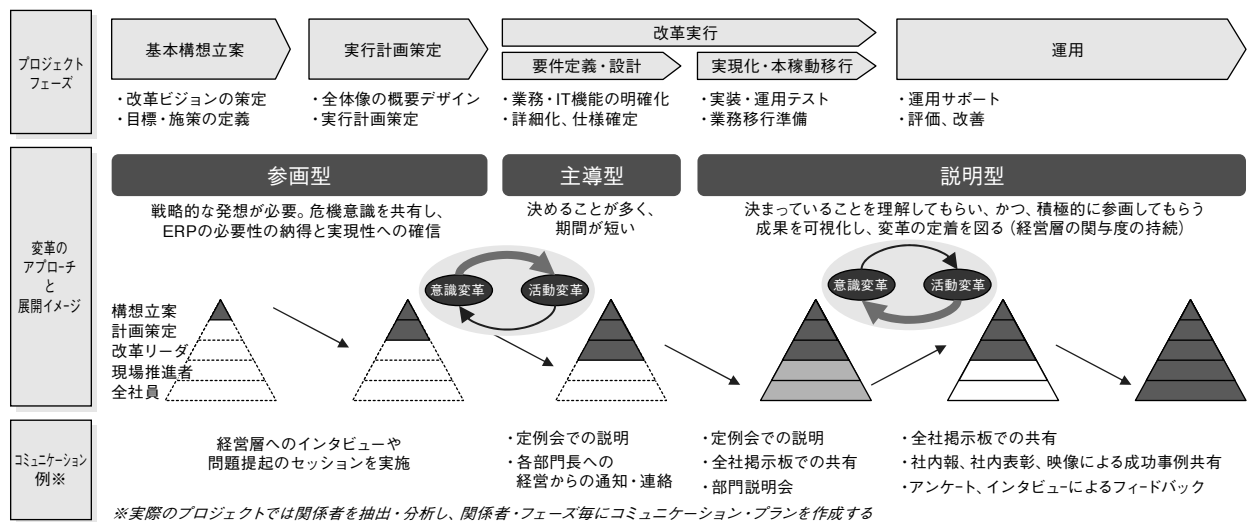 プロジェクト
フェーズ
基本構想立案
実行計画策定
改革実行
要件定義・設計
実現化・本稼動移行
運用
・改革ビジョンの策定
・目標・施策の定義
・全体像の概要デザイン
・実行計画策定
・業務・IT機能の明確化
・詳細化、仕様確定
・実装・運用テスト
・業務移行準備
・運用サポート
・評価、改善
変革の
アプローチ
と
展開イメージ
参画型
主導型
説明型
戦略的な発想が必要。危機意識を共有し、
ERPの必要性の納得と実現性への確信
決めることが多く、
期間が短い
決まっていることを理解してもらい、かつ、積極的に参画してもらう
成果を可視化し、変革の定着を図る（経営層の関与度の持続）
意識変革
活動変革
意識変革
活動変革
構想立案
計画策定
改革リーダ
現場推進者
全社員
コミュニケーション
例※
経営層へのインタビューや
問題提起のセッションを実施
・定例会での説明
・各部門長への
経営からの通知・連絡
・定例会での説明
・全社掲示板での共有
・部門説明会
・全社掲示板での共有
・社内報、社内表彰、映像による成功事例共有
・アンケート、インタビューによるフィードバック
※実際のプロジェクトでは関係者を抽出・分析し、関係者・フェーズ毎にコミュニケーション・プランを作成する